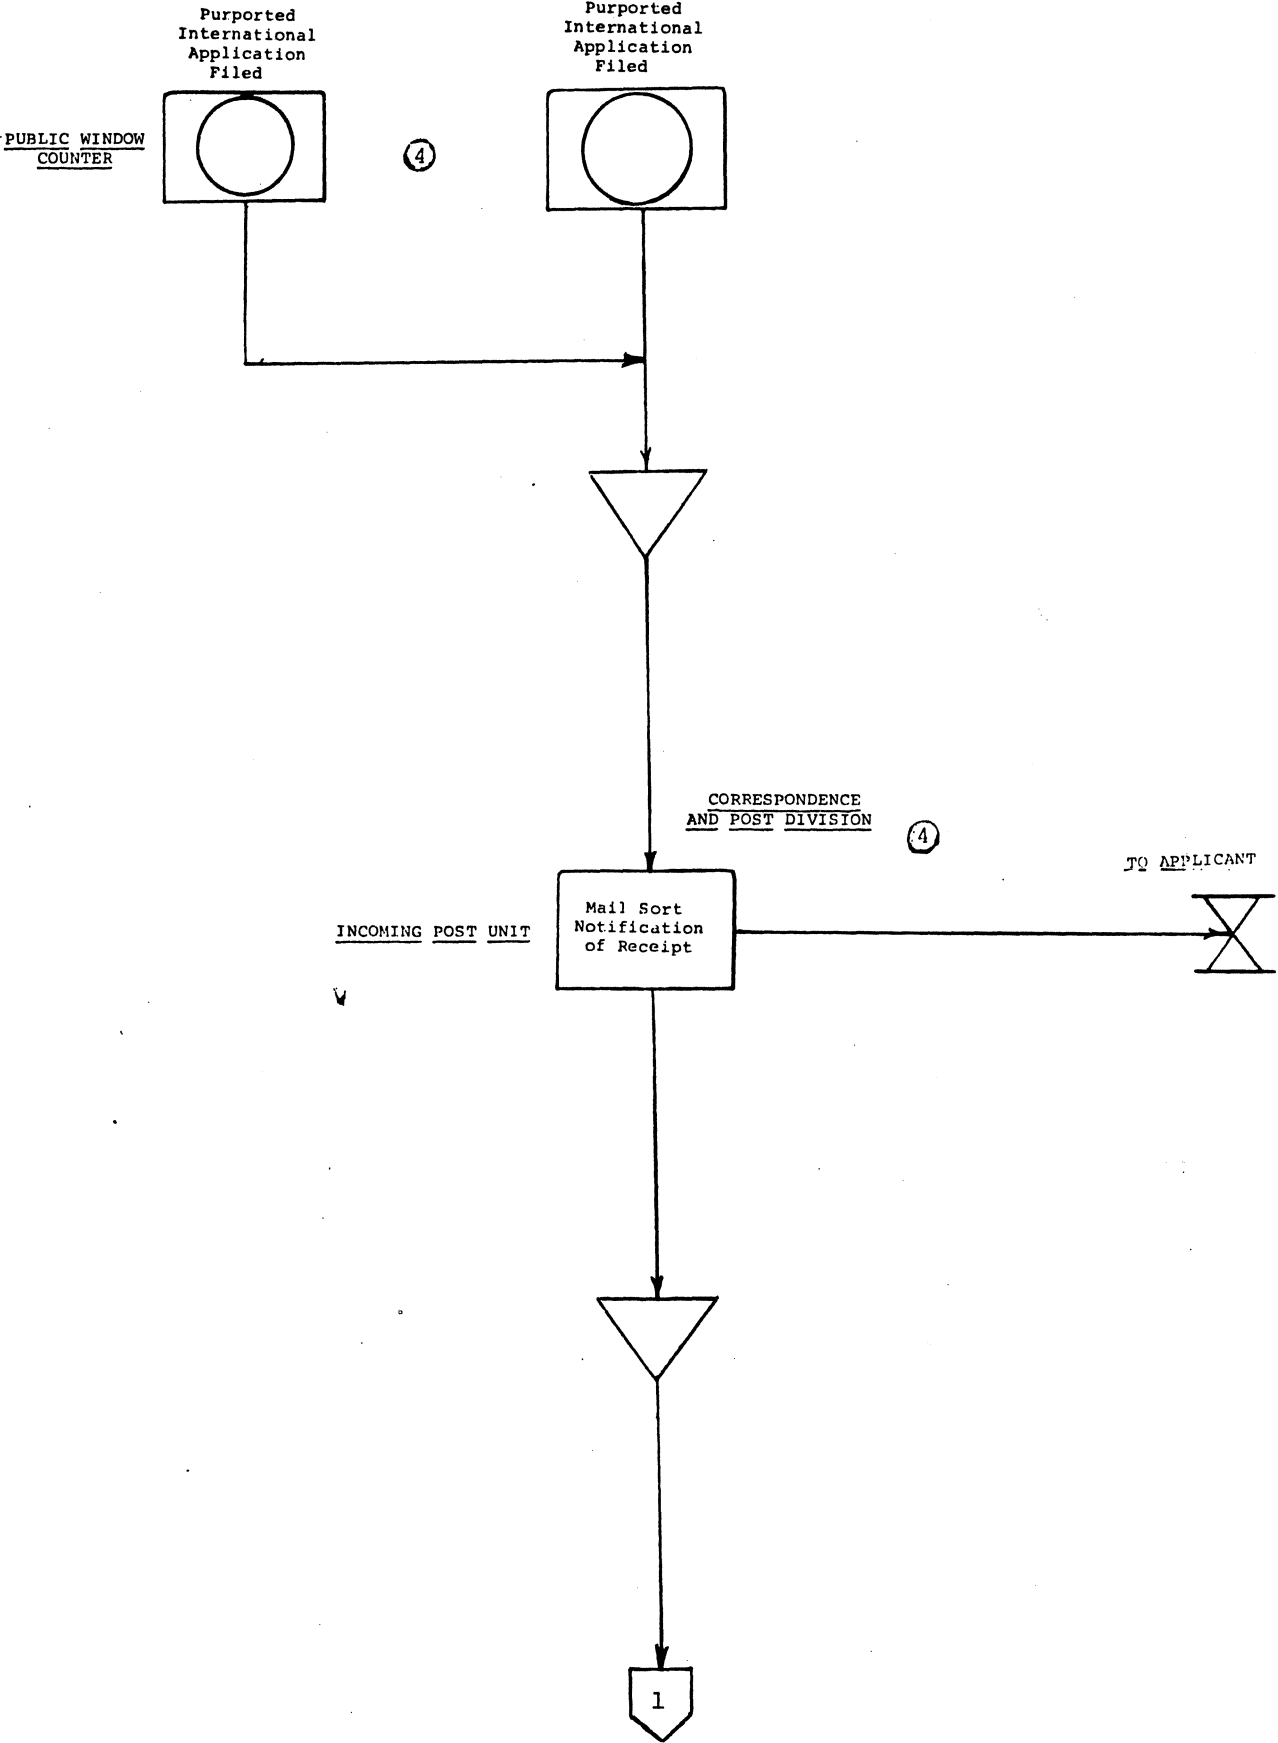 Purported
International
Application
Filed
Purported
International
Application
Filed
PUBLIC WINDOW
COUNTER
4
CORRESPONDENCE
AND POST DIVISION
4
TO APPLICANT
INCOMING POST UNIT
Mail Sort
Notification
of Receipt
1